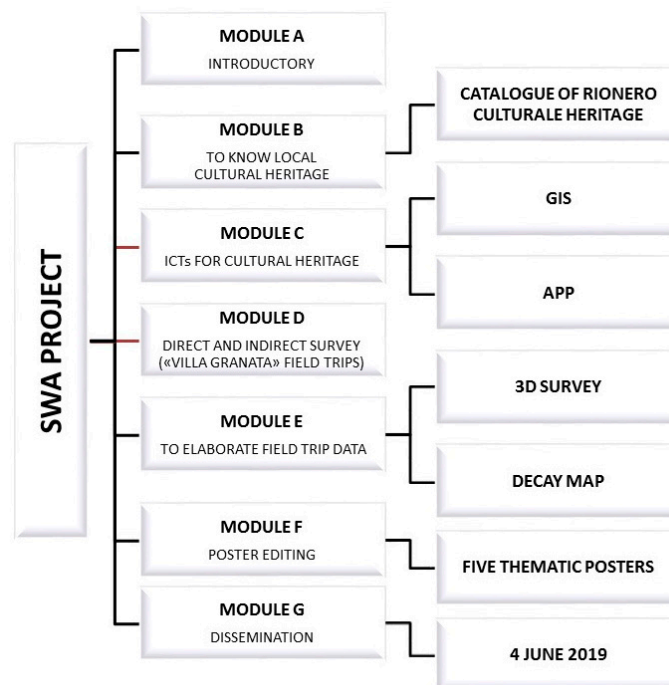 SWA PROJECT
MODULE A
INTRODUCTORY
MODULE B
TO KNOW LOCAL
CULTURAL HERITAGE
CATALOGUE OF RIONERO
CULTURALE HERITAGE
MODULE C
ICTs FOR CULTURAL HERITAGE
GIS
APP
MODULE D
DIRECT AND INDIRECT SURVEY
(«VILLA GRANATA» FIELD TRIPS)
MODULE E
TO ELABORATE FIELD TRIP DATA
3D SURVEY
DECAY MAP
MODULE F
POSTER EDITING
FIVE THEMATIC POSTERS
MODULE G
DISSEMINATION
4 JUNE 2019